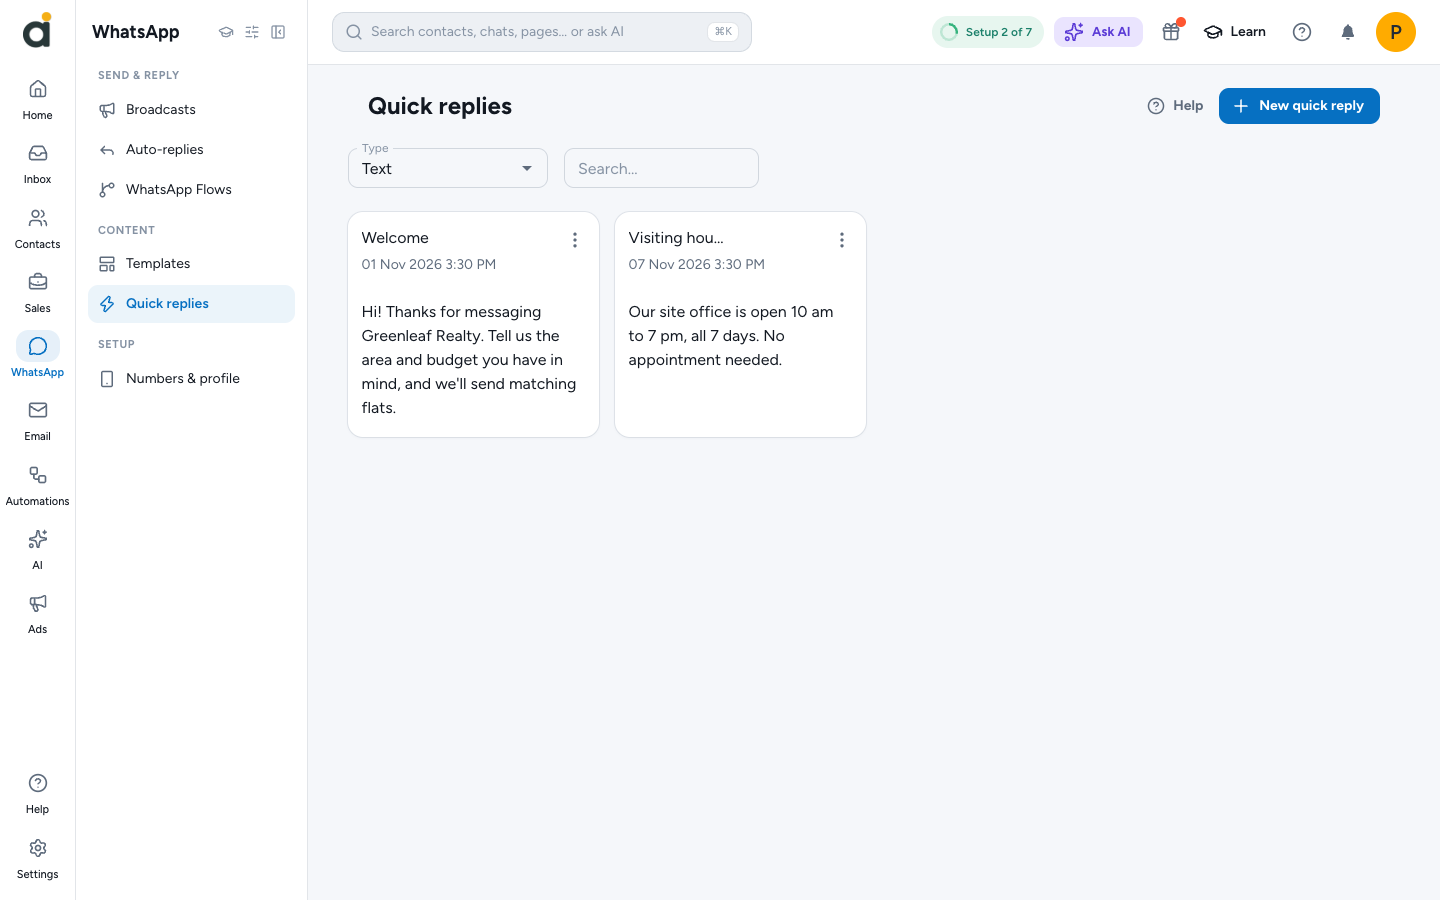 WhatsApp
Search contacts, chats, pages... or ask AI
⌘K
Setup 2 of 7
Ask AI
Learn
P
Home
Inbox
Contacts
Sales
WhatsApp
Email
Automations
AI
Ads
Help
Settings
SEND & REPLY
Broadcasts
Auto-replies
WhatsApp Flows
CONTENT
Templates
Quick replies
SETUP
Numbers & profile
Quick replies
Help
New quick reply
Type
Text
Search...
Welcome
01 Nov 2026 3:30 PM
Hi! Thanks for messaging
Greenleaf Realty. Tell us the
area and budget you have in
mind, and we'll send matching
flats.
Visiting hou...
07 Nov 2026 3:30 PM
Our site office is open 10 am
to 7 pm, all 7 days. No
appointment needed.